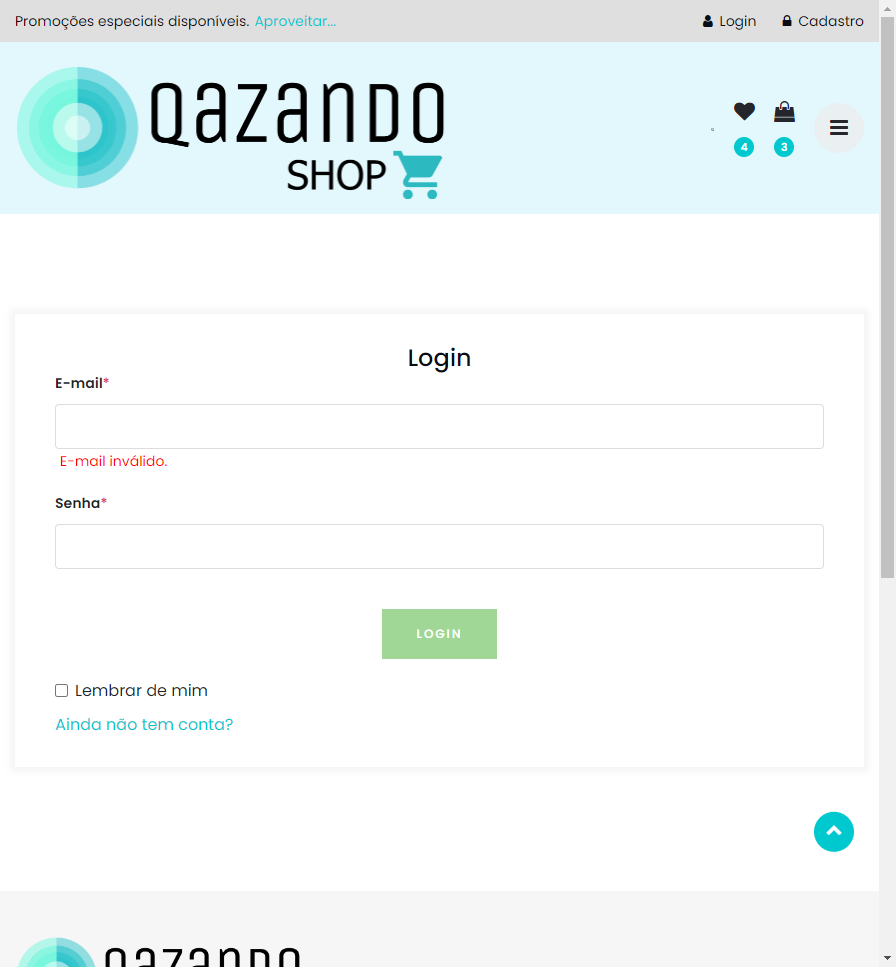 Promoções especiais disponíveis. Aproveitar...
Login Cadastro
Qazando
SHOP
4 3
Login
E-mail*
E-mail inválido.
Senha*
LOGIN
Lembrar de mim
Ainda não tem conta?
Qazando